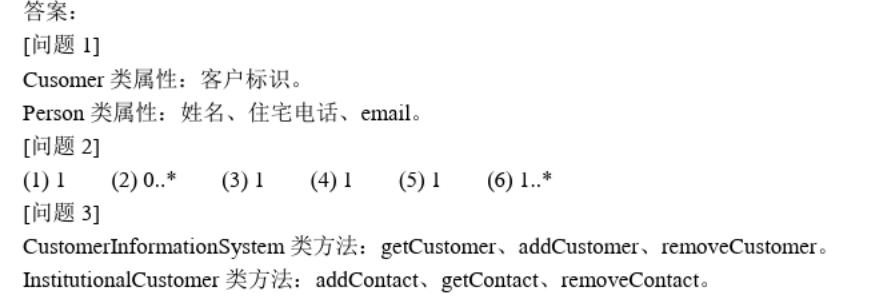 答案：
[问题 1]
Cusomer 类属性：客户标识。
Person 类属性：姓名、住宅电话、email。
[问题 2]
(1) 1 (2) 0..* (3) 1 (4) 1 (5) 1 (6) 1..*
[问题 3]
CustomerInformationSystem 类方法：getCustomer、addCustomer、removeCustomer。
InstitutionalCustomer 类方法：addContact、getContact、removeContact。